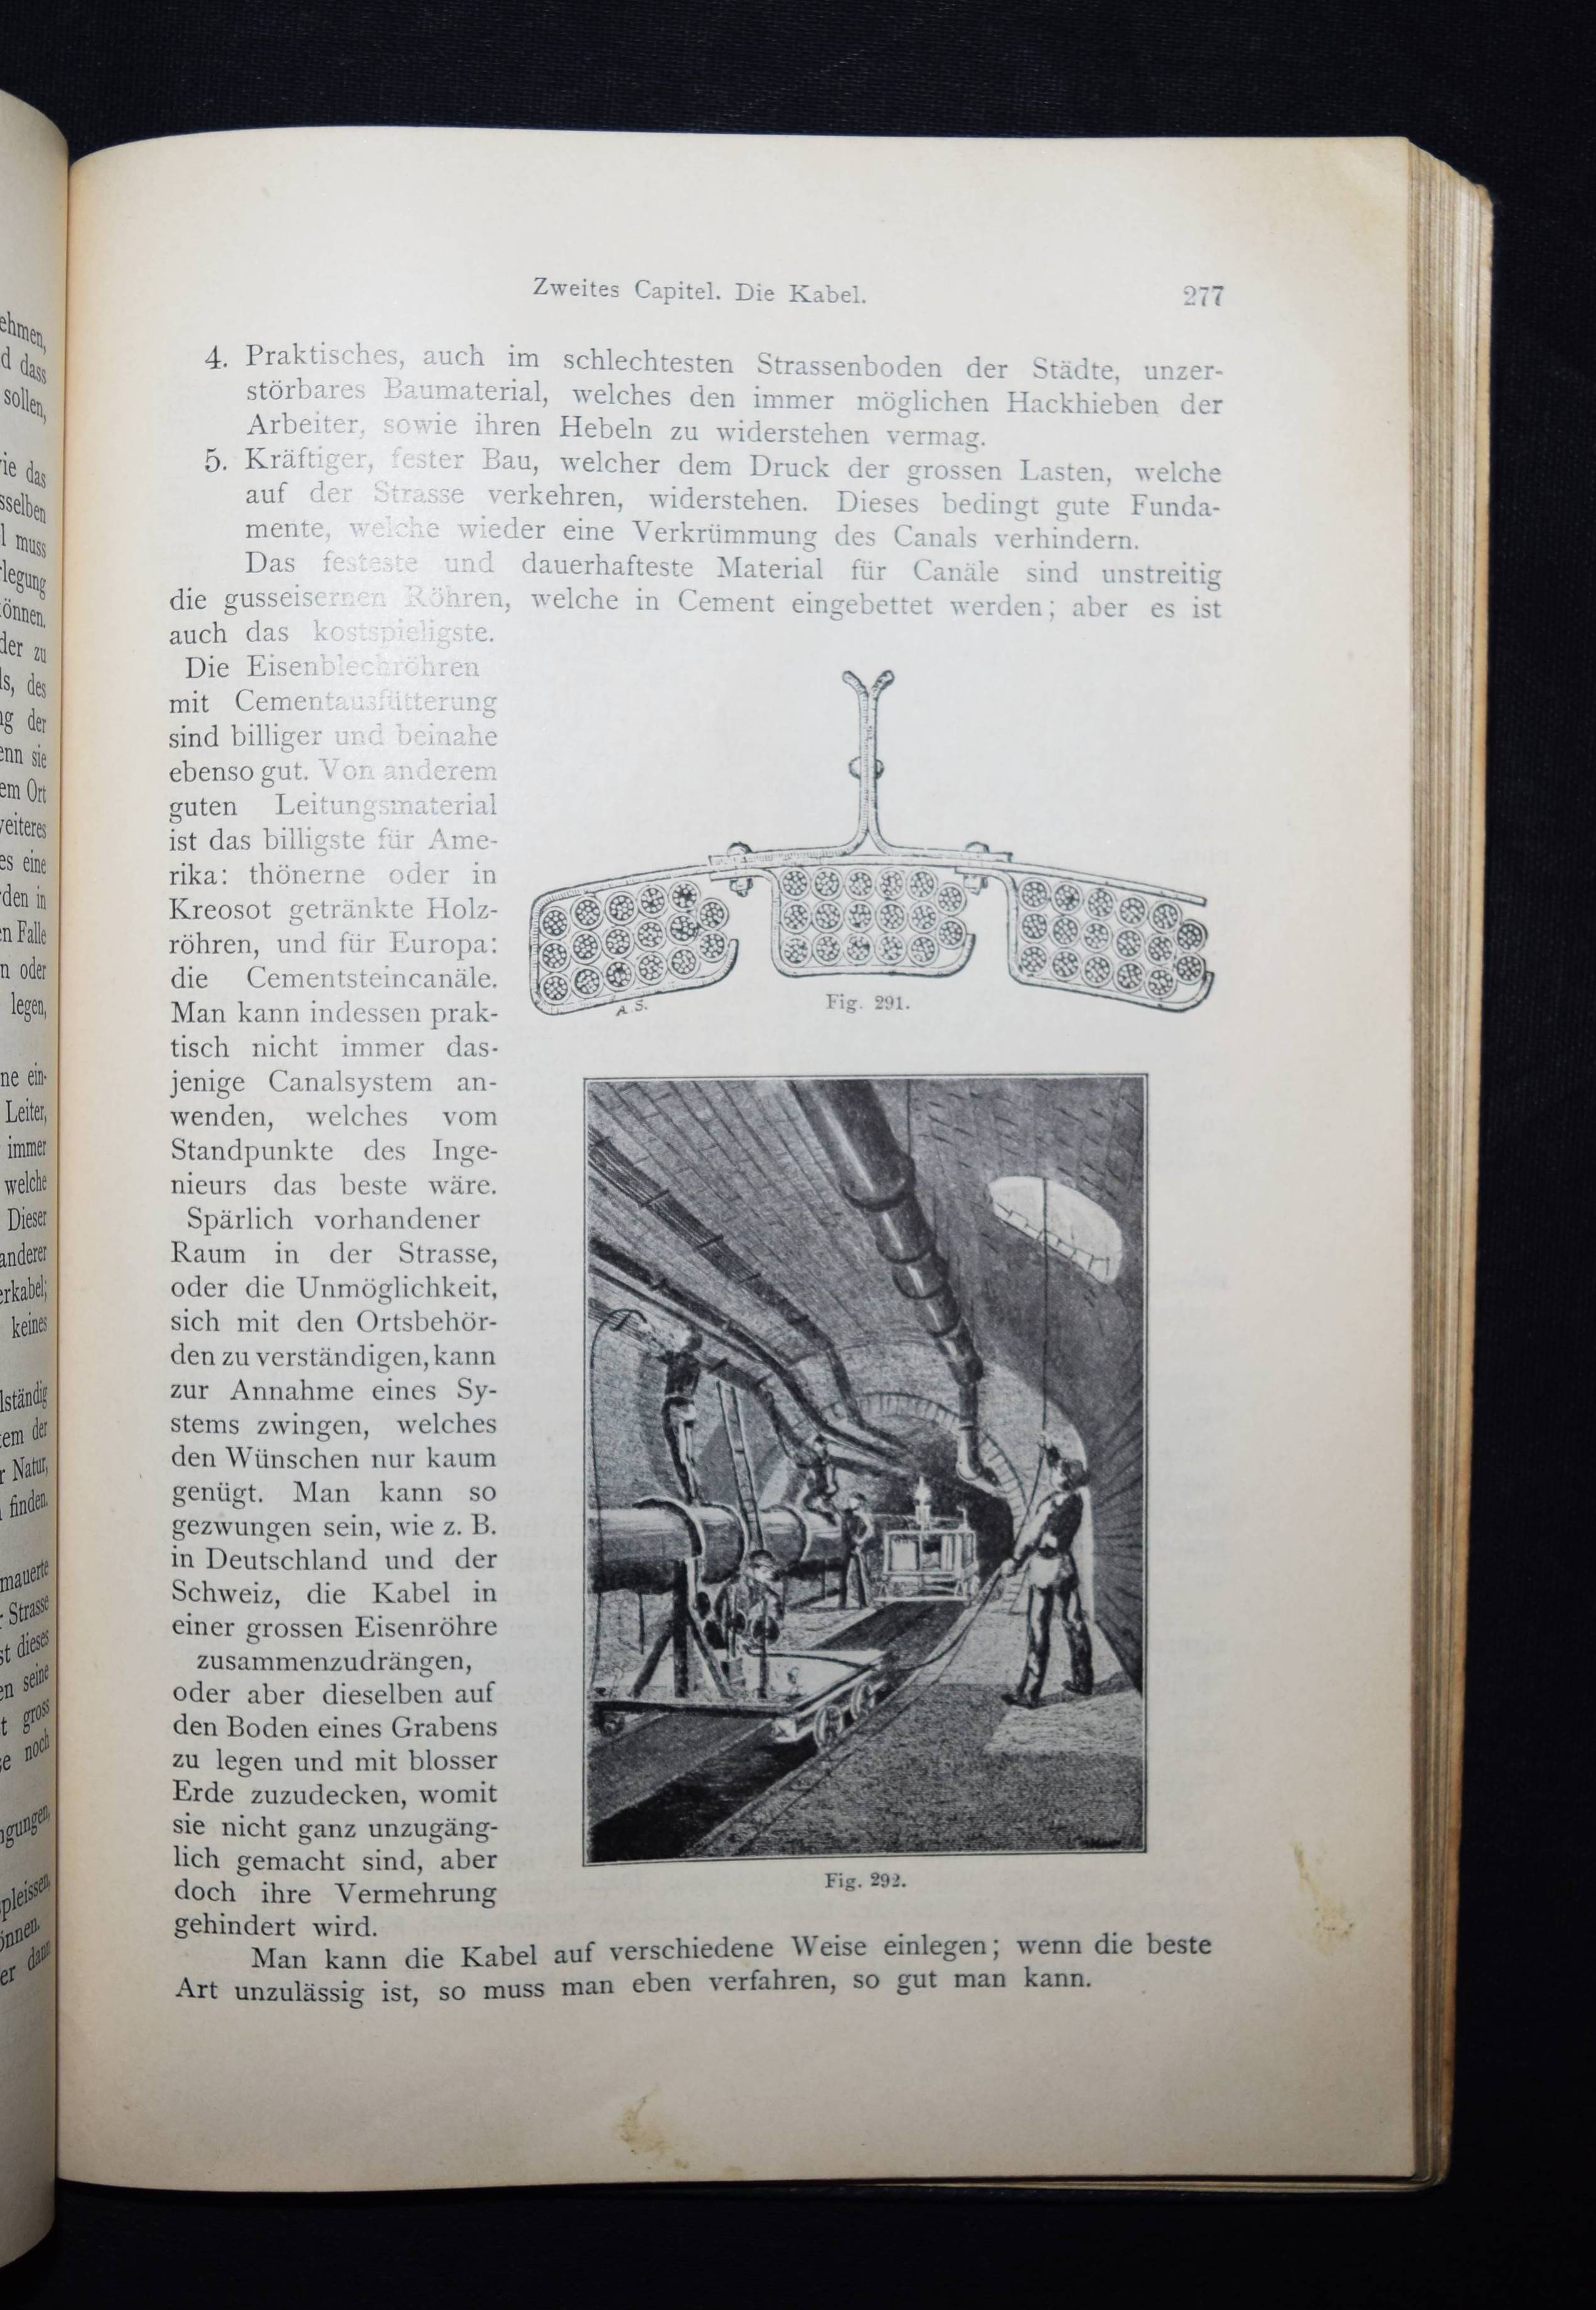 Zweites Capitel. Die Kabel. 277
4. Praktisches, auch im schlechtesten Strassenboden der Städte, unzer-
störbares Baumaterial, welches den immer möglichen Hackhieben der
Arbeiter, sowie ihren Hebeln zu widerstehen vermag.
5. Kräftiger, fester Bau, welcher dem Druck der grossen Lasten, welche
auf der Strasse verkehren, widerstehen. Dieses bedingt gute Funda-
mente, welche wieder eine Verkrümmung des Canals verhindern.
Das festeste und dauerhafteste Material für Canäle sind unstreitig
die gusseisernen Röhren, welche in Cement eingebettet werden; aber es ist
auch das kostspieligste.
Die Eisenblechröhren
mit Cementausfütterung
sind billiger und beinahe
ebenso gut. Von anderem
guten Leitungsmaterial
ist das billigste für Ame-
rika: thönerne oder in
Kreosot getränkte Holz-
röhren, und für Europa:
die Cementsteincanäle.
Man kann indessen prak-
tisch nicht immer das-
jenige Canalsystem an-
wenden, welches vom
Standpunkte des Inge-
nieurs das beste wäre.
Spärlich vorhandener
Raum in der Strasse,
oder die Unmöglichkeit,
sich mit den Ortsbehör-
den zu verständigen, kann
zur Annahme eines Sy-
stems zwingen, welches
den Wünschen nur kaum
genügt. Man kann so
gezwungen sein, wie z. B.
in Deutschland und der
Schweiz, die Kabel in
einer grossen Eisenröhre
zusammenzudrängen,
oder aber dieselben auf
den Boden eines Grabens
zu legen und mit blosser
Erde zuzudecken, womit
sie nicht ganz unzugäng-
lich gemacht sind, aber
doch ihre Vermehrung
gehindert wird.
A. S.
Fig. 291.
Fig. 292.
Man kann die Kabel auf verschiedene Weise einlegen; wenn die beste
Art unzulässig ist, so muss man eben verfahren, so gut man kann.